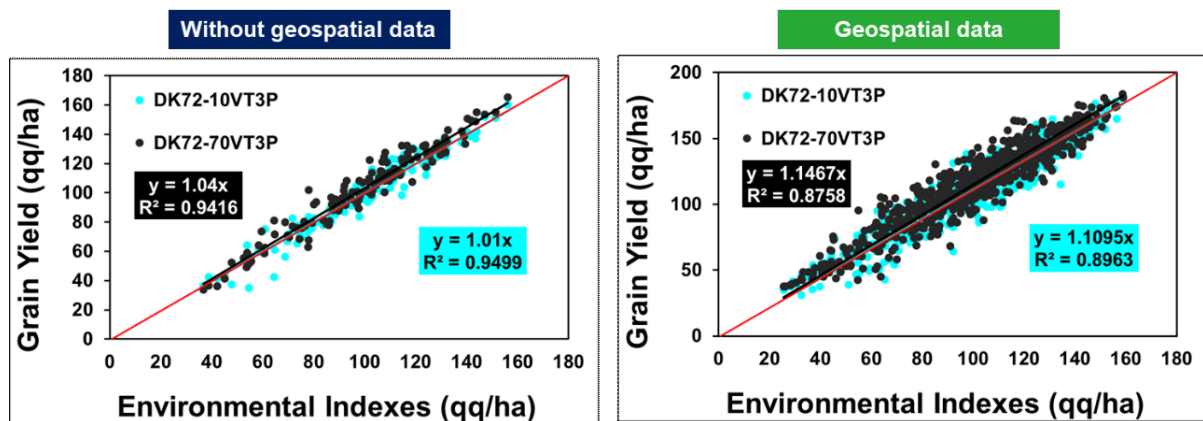 Without geospatial data
180
160
140
120
100
80
60
40
20
0
Grain Yield (qq/ha)
DK72-10VT3P
DK72-70VT3P
y = 1.04x
R² = 0.9416
y = 1.01x
R² = 0.9499
0 20 40 60 80 100 120 140 160 180
Environmental Indexes (qq/ha)
Geospatial data
200
150
100
50
0
Grain Yield (qq/ha)
DK72-10VT3P
DK72-70VT3P
y = 1.1467x
R² = 0.8758
y = 1.1095x
R² = 0.8963
0 20 40 60 80 100 120 140 160 180
Environmental Indexes (qq/ha)